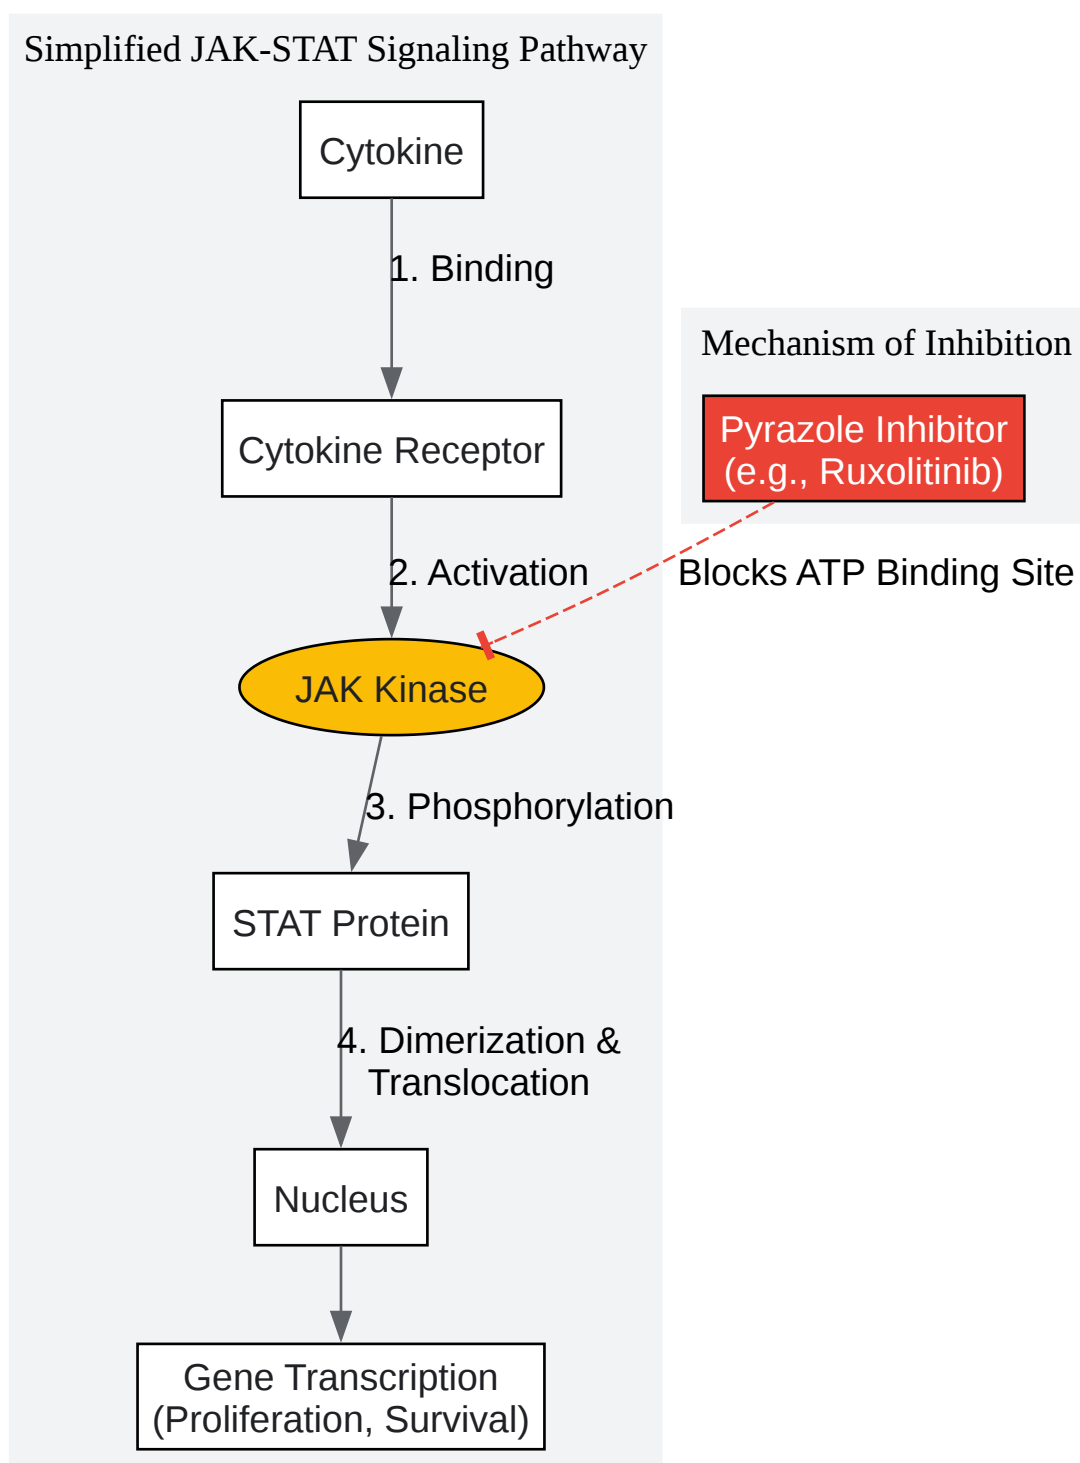 Simplified JAK-STAT Signaling Pathway
Cytokine
1. Binding
Mechanism of Inhibition
Pyrazole Inhibitor
(e.g., Ruxolitinib)
Cytokine Receptor
2. Activation
Blocks ATP Binding Site
JAK Kinase
3. Phosphorylation
STAT Protein
4. Dimerization &
Translocation
Nucleus
Gene Transcription
(Proliferation, Survival)